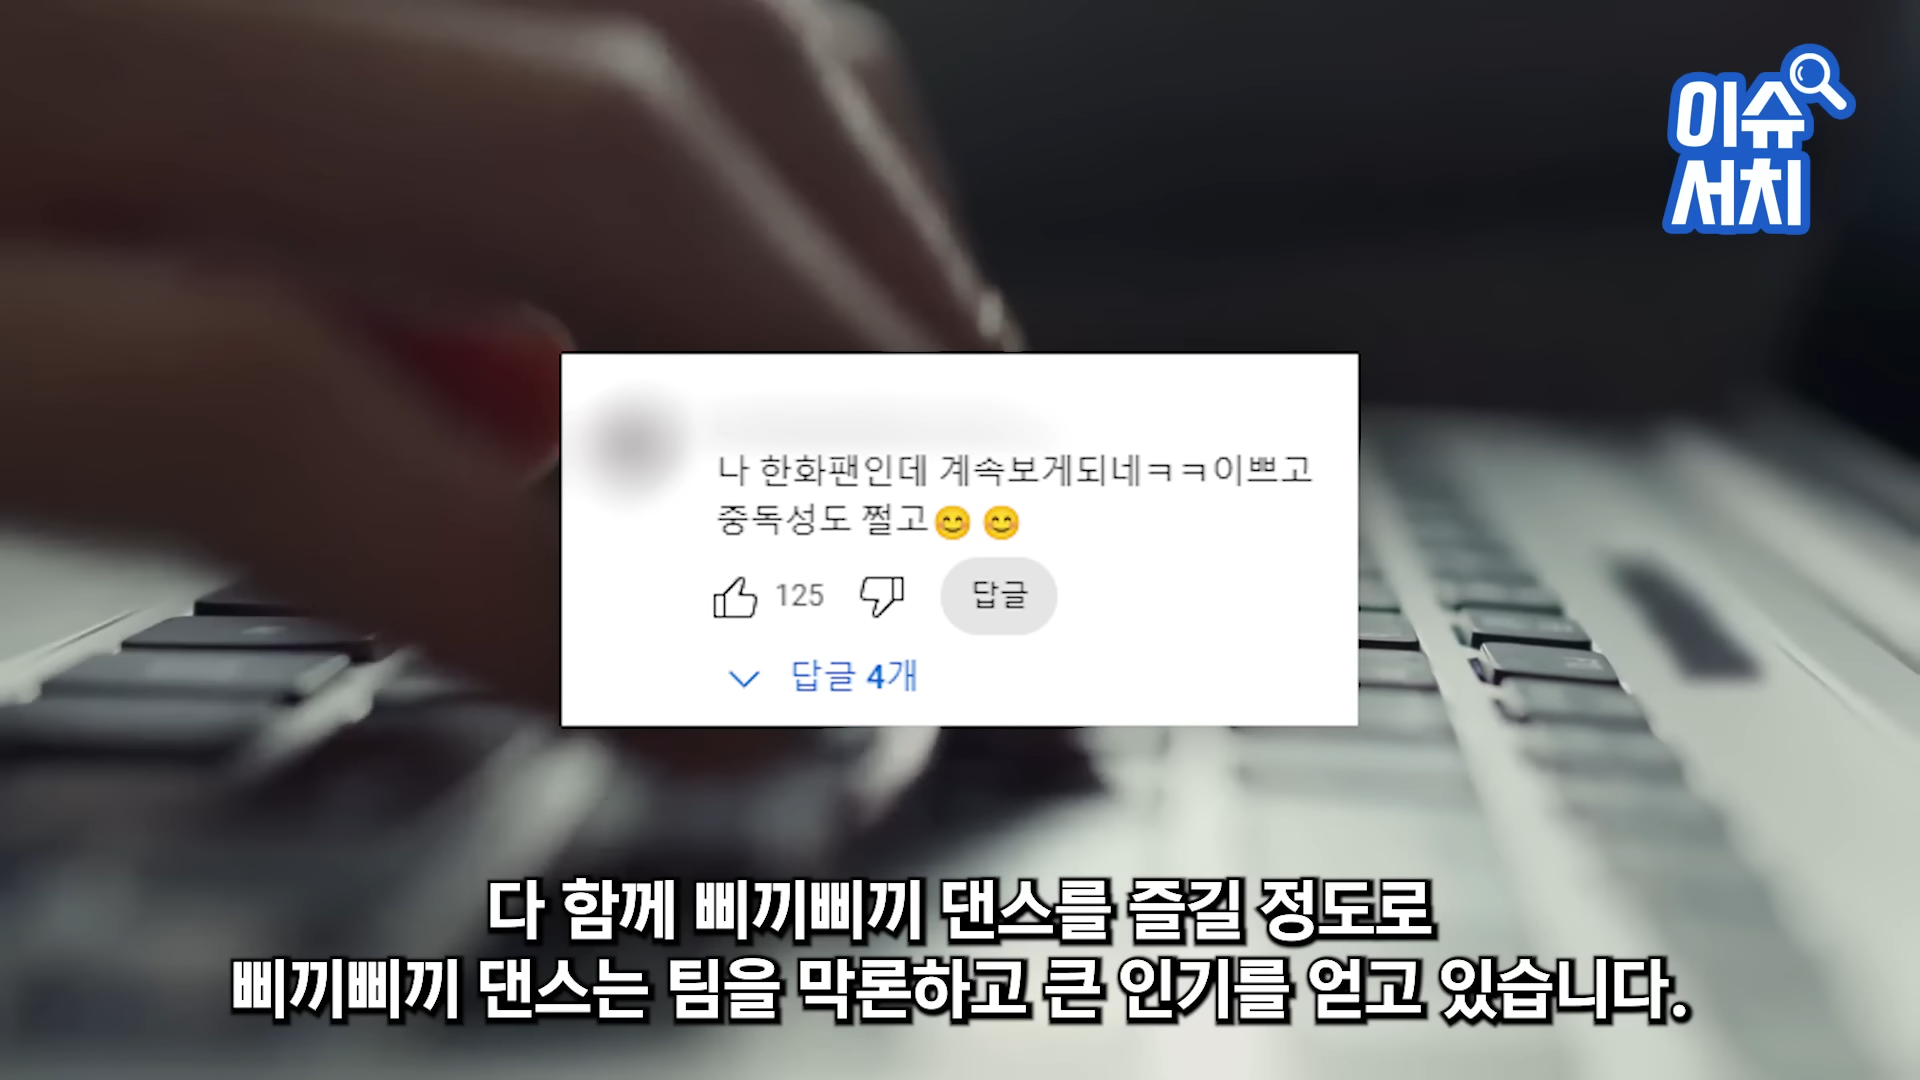 이슈
서치
나 한화팬인데 계속보게되네ㅋㅋ이쁘고
중독성도 쩔고😊 😊
125
답글
답글 4개
다 함께 삐끼삐끼 댄스를 즐길 정도로
삐끼삐끼 댄스는 팀을 막론하고 큰 인기를 얻고 있습니다.